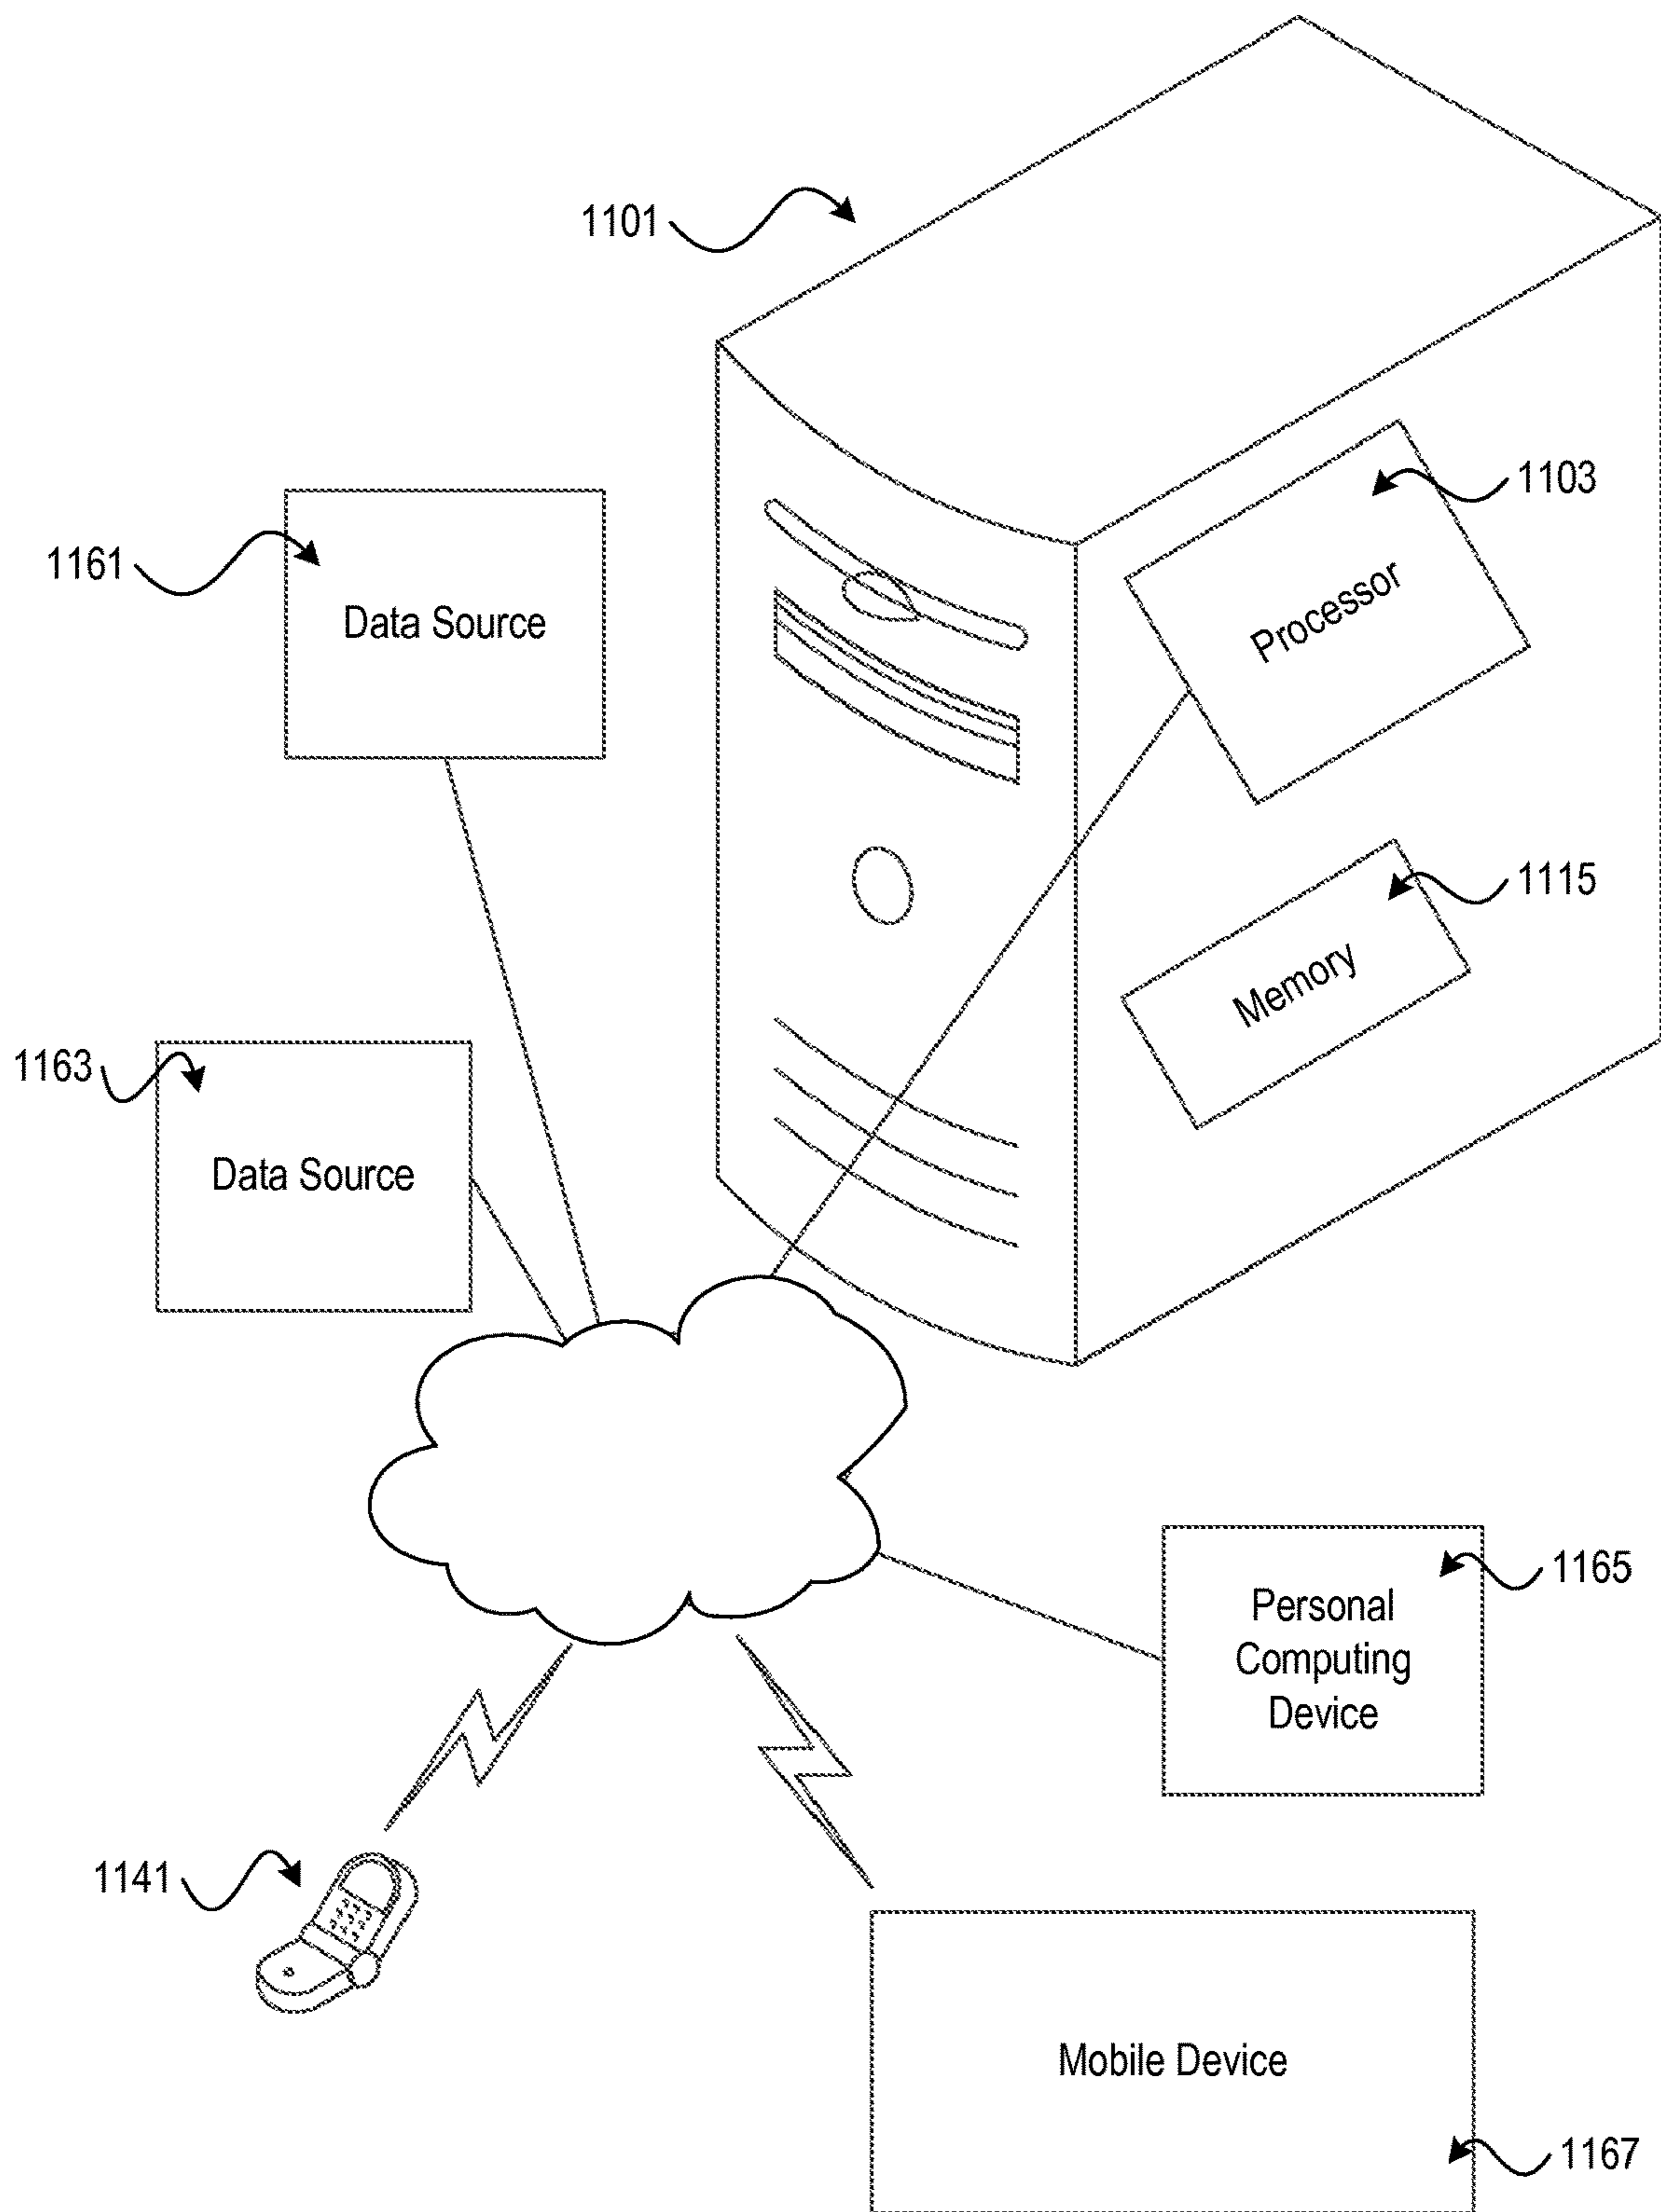 1101
1103
1161
Data Source
Processor
1115
Memory
1163
Data Source
1165
Personal
Computing
Device
1141
Mobile Device
1167